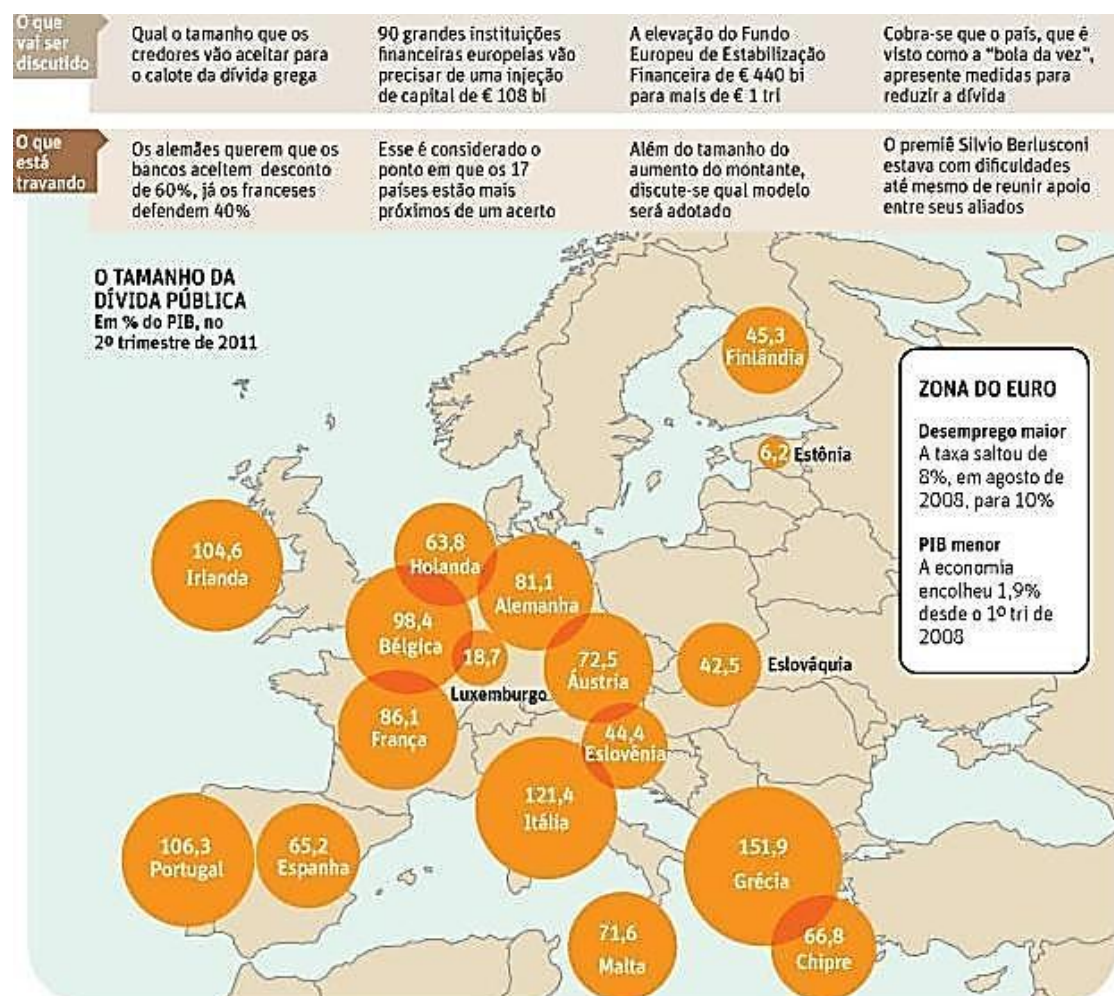 O que
vai ser
discutido
Qual o tamanho que os
credores vão aceitar para
o calote da dívida grega
90 grandes instituições
financeiras europeias vão
precisar de uma injeção
de capital de € 108 bi
A elevação do Fundo
Europeu de Estabilização
Financeira de € 440 bi
para mais de € 1 tri
Cobra-se que o país, que é
visto como a "bola da vez",
apresente medidas para
reduzir a dívida
O que
está
travando
Os alemães querem que os
bancos aceitem desconto
de 60%, já os franceses
defendem 40%
Esse é considerado o
ponto em que os 17
países estão mais
próximos de um acerto
Além do tamanho do
aumento do montante,
discute-se qual modelo
será adotado
O premiê Silvio Berlusconi
estava com dificuldades
até mesmo de reunir apoio
entre seus aliados
O TAMANHO DA
DÍVIDA PÚBLICA
Em % do PIB, no
2º trimestre de 2011
45,3
Finlândia
6,2 Estônia
ZONA DO EURO
Desemprego maior
A taxa saltou de
8%, em agosto de
2008, para 10%
PIB menor
A economia
encolheu 1,9%
desde o 1º tri de
2008
104,6
Irlanda
63,8
Holanda
81,1
Alemanha
98,4
Bélgica
18,7
Luxemburgo
72,5
Áustria
42,5 Eslováquia
86,1
França
44,4
Eslovênia
121,4
Itália
106,3
Portugal
65,2
Espanha
151,9
Grécia
71,6
Malta
66,8
Chipre